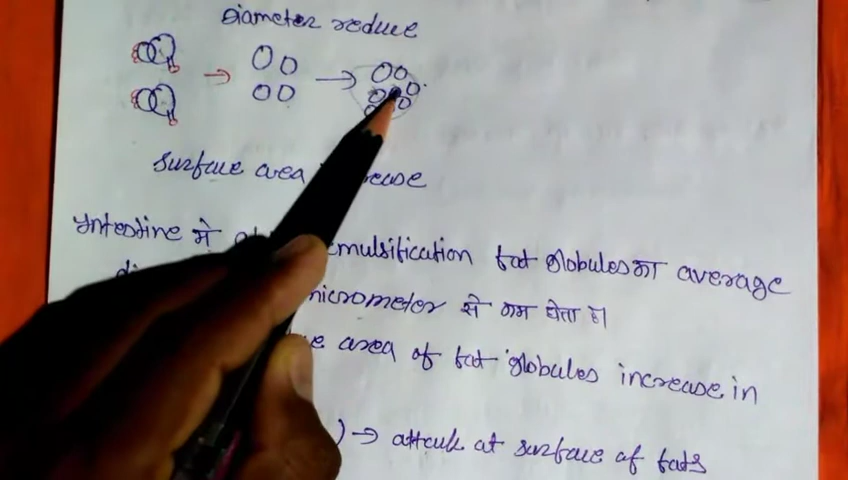 Diameter reduce
Surface area
Intestine में emulsification fat globules का average
micrometer से कम होता है।
area of fat globules increase in
) → attack at surface of fats